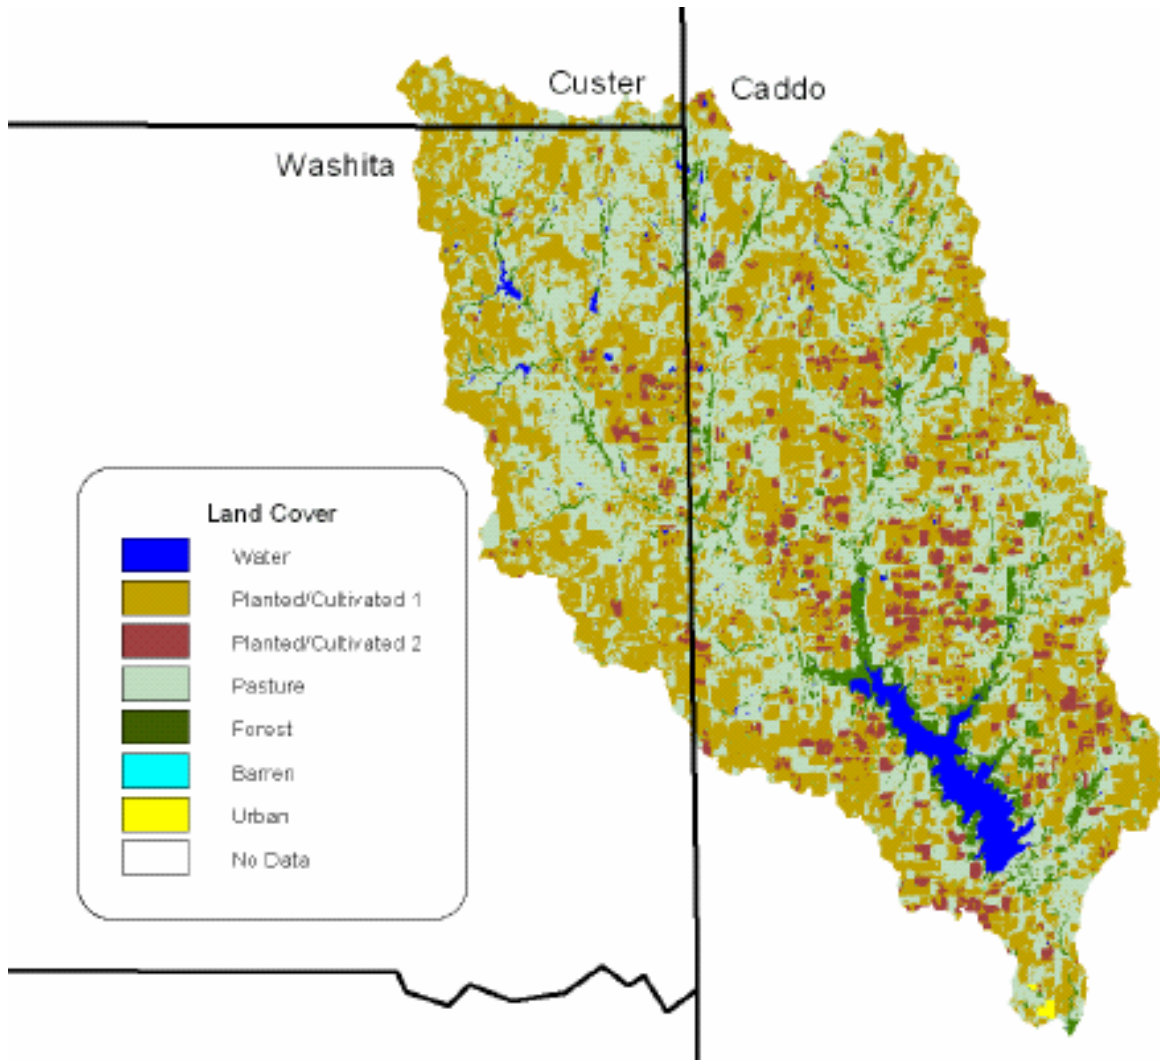 Custer
Caddo
Washita
Land Cover
Water
Planted/Cultivated 1
Planted/Cultivated 2
Pasture
Forest
Barren
Urban
No Data